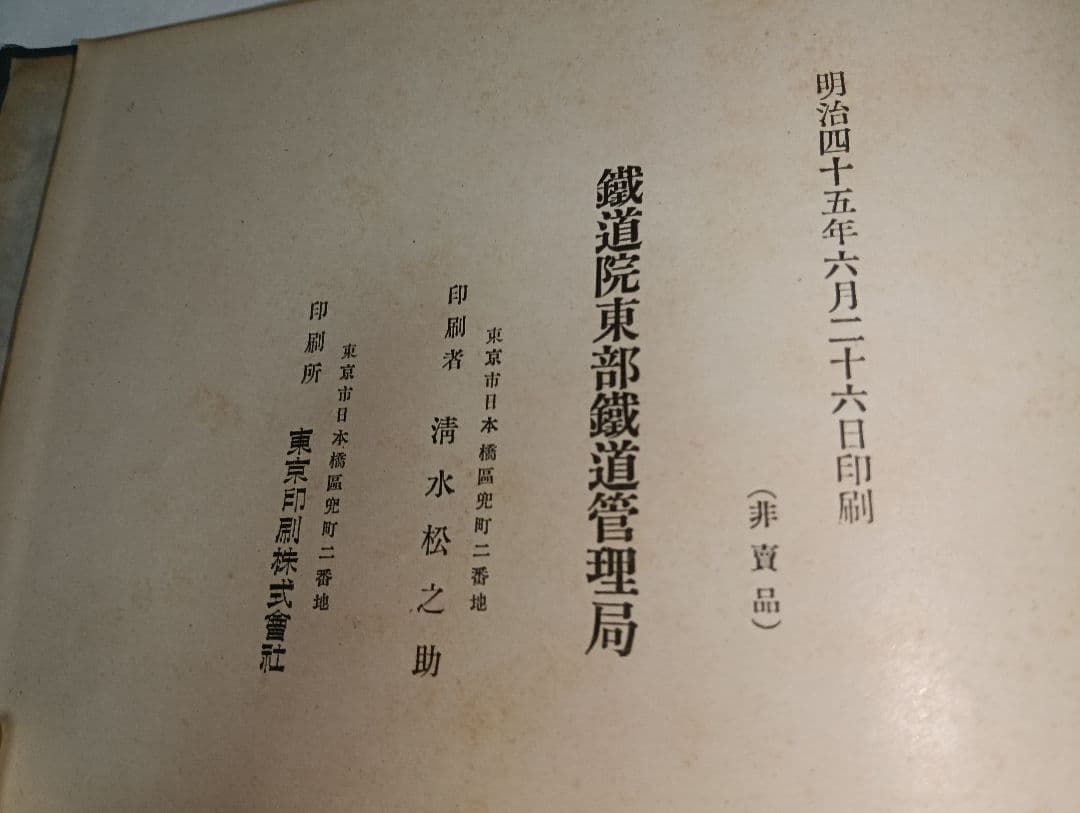 明治四十五年六月二十六日印刷
（非賣品）
鐵道院東部鐵道管理局
東京市日本橋區兜町二番地
印刷者 淸水松之助
東京市日本橋區兜町二番地
印刷所 東京印刷株式會社